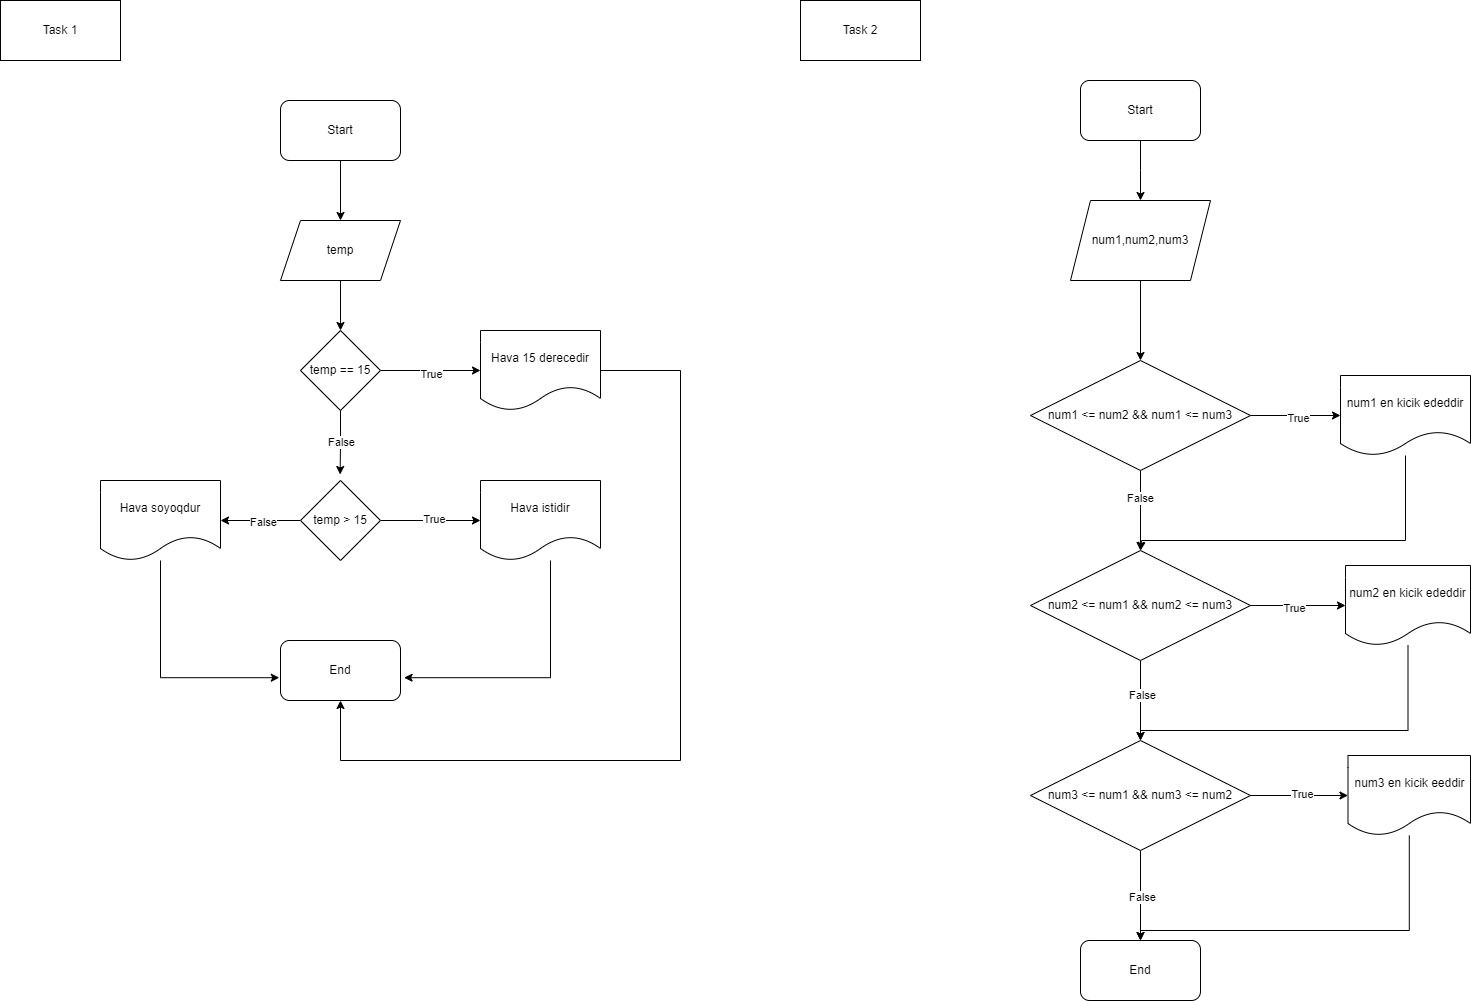 Task 1
Start
temp
temp == 15
True
Hava 15 derecedir
False
temp > 15
False
Hava soyoqdur
True
Hava istidir
End
Task 2
Start
num1,num2,num3
num1 <= num2 && num1 <= num3
True
num1 en kicik ededdir
False
num2 <= num1 && num2 <= num3
True
num2 en kicik ededdir
False
num3 <= num1 && num3 <= num2
True
num3 en kicik eeddir
False
End